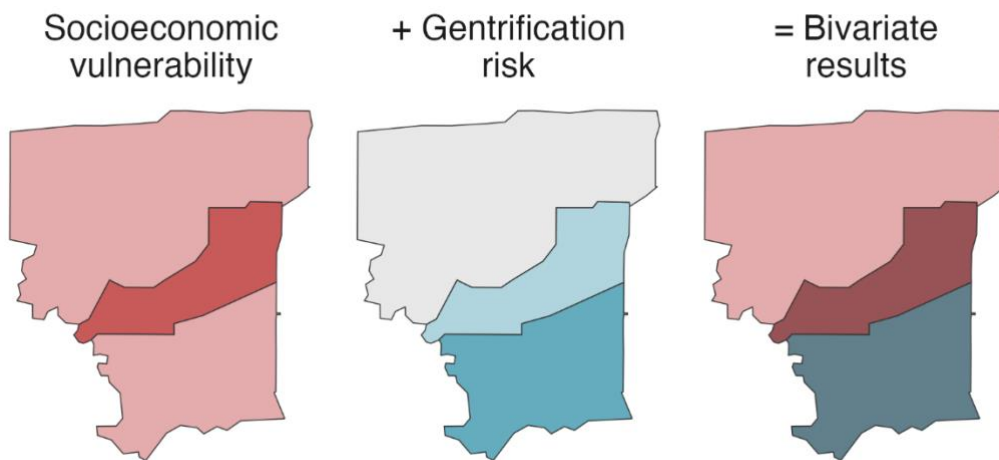 Socioeconomic
vulnerability
+ Gentrification
risk
= Bivariate
results